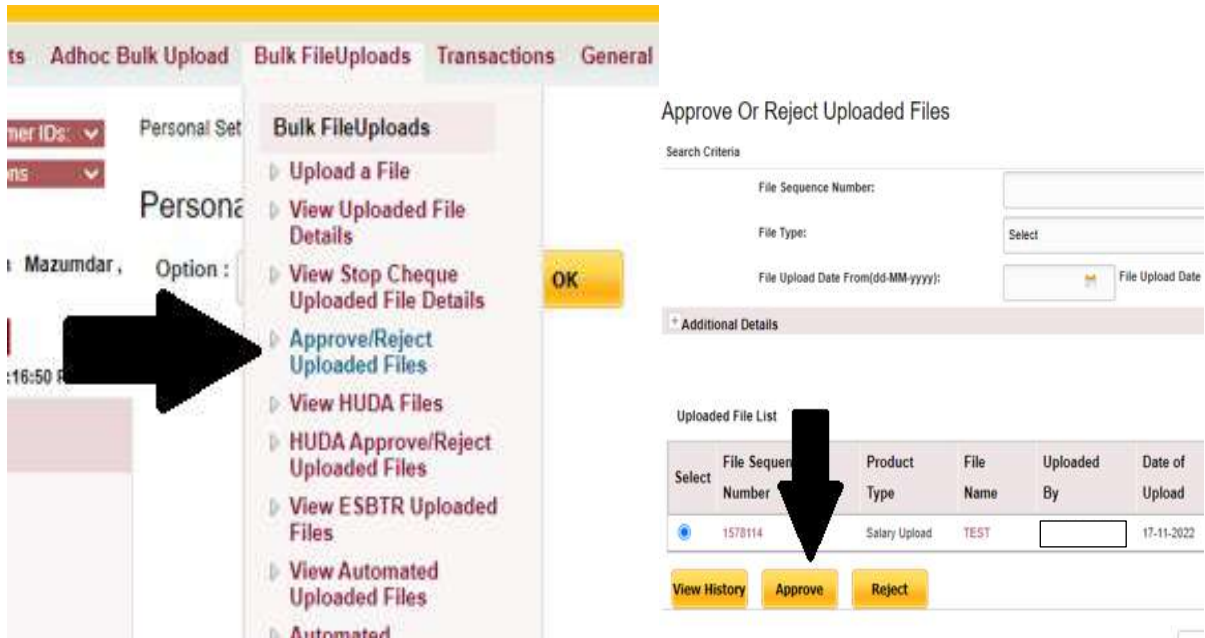 ts Adhoc Bulk Upload Bulk FileUploads Transactions General
mer IDs:
Personal Set
ons
Persona
Mazumdar,
Option :
OK
:16:50
Bulk FileUploads
Upload a File
View Uploaded File
Details
View Stop Cheque
Uploaded File Details
Approve/Reject
Uploaded Files
View HUDA Files
HUDA Approve/Reject
Uploaded Files
View ESBTR Uploaded
Files
View Automated
Uploaded Files
Automated
Approve Or Reject Uploaded Files
Search Criteria
File Sequence Number:
File Type:
Select
File Upload Date From(dd-MM-yyyy):
File Upload Date
+ Additional Details
Uploaded File List
Select
File Sequen
Number
Product
Type
File
Name
Uploaded
By
Date of
Upload
1578114 Salary Upload TEST 17-11-2022
View History Approve Reject